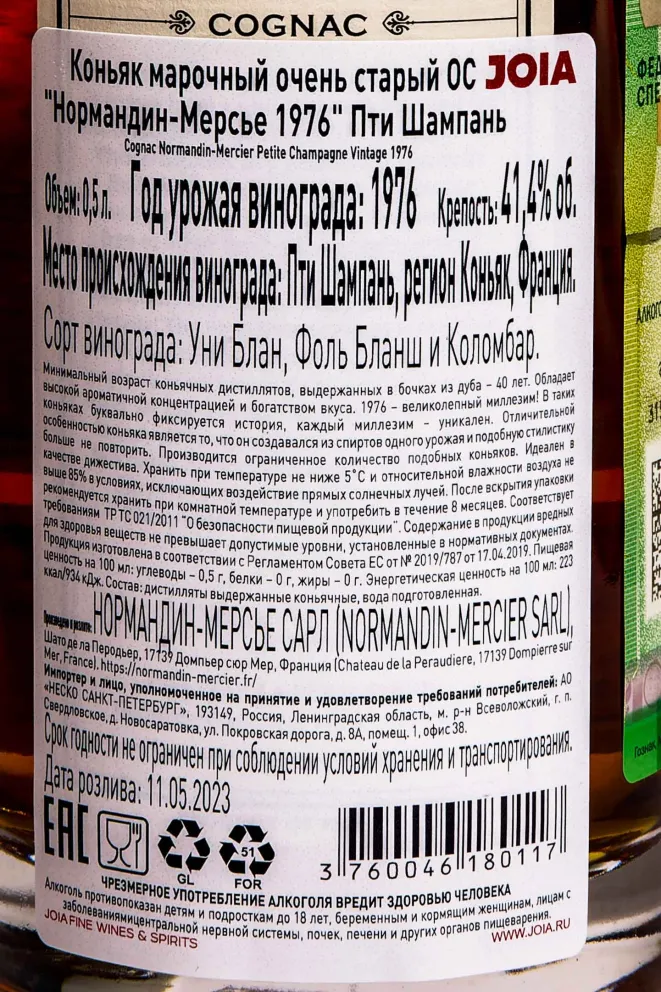 COGNAC
Коньяк марочный очень старый ОС JOIA
"Нормандин-Мерсье 1976" Пти Шампань
Cognac Normandin-Mercier Petite Champagne Vintage 1976
Объем: 0,5 л. Год урожая винограда: 1976 Крепость: 41,4% об.
Место происхождения винограда: Пти Шампань, регион Коньяк, Франция.
Сорт винограда: Уни Блан, Фоль Бланш и Коломбар.
Минимальный возраст коньячных дистиллятов, выдержанных в бочках из дуба – 40 лет. Обладает
высокой ароматичной концентрацией и богатством вкуса. 1976 – великолепный миллезим! В таких
коньяках буквально фиксируется история, каждый миллезим – уникален. Отличительной
особенностью коньяка является то, что он создавался из спиртов одного урожая и подобную стилистику
больше не повторить. Производится ограниченное количество подобных коньяков. Идеален в
качестве дижестива. Хранить при температуре не ниже 5°С и относительной влажности воздуха не
выше 85% в условиях, исключающих воздействие прямых солнечных лучей. После вскрытия упаковки
рекомендуется хранить при комнатной температуре и употребить в течение 8 месяцев. Соответствует
требованиям ТР ТС 021/2011 "О безопасности пищевой продукции". Содержание в продукции вредных
для здоровья веществ не превышает допустимые уровни, установленные в нормативных документах.
Продукция изготовлена в соответствии с Регламентом Совета ЕС от № 2019/787 от 17.04.2019. Пищевая
ценность на 100 мл: углеводы – 0,5 г, белки – 0 г, жиры – 0 г. Энергетическая ценность на 100 мл: 223
ккал/934 кДж. Состав: дистилляты выдержанные коньячные, вода подготовленная.
НОРМАНДИН-МЕРСЬЕ САРЛ (NORMANDIN-MERCIER SARL),
Шато де ла Перодьер, 17139 Домпьер сюр Мер, Франция (Chateau de la Peraudiere, 17139 Dompierre sur
Mer, France). https://normandin-mercier.fr/
Импортер и лицо, уполномоченное на принятие и удовлетворение требований потребителей: АО
«НЕСКО САНКТ-ПЕТЕРБУРГ», 193149, Россия, Ленинградская область, м. р-н Всеволожский, г. п.
Свердловское, д. Новосаратовка, ул. Покровская дорога, д. 8А, помещ. 1, офис 38.
Срок годности не ограничен при соблюдении условий хранения и транспортирования.
Дата розлива: 11.05.2023
ЕАС
GL
51
FOR
3 760046 180117
ЧРЕЗМЕРНОЕ УПОТРЕБЛЕНИЕ АЛКОГОЛЯ ВРЕДИТ ЗДОРОВЬЮ ЧЕЛОВЕКА
Алкоголь противопоказан детям и подросткам до 18 лет, беременным и кормящим женщинам, лицам с
заболеваниямицентральной нервной системы, почек, печени и других органов пищеварения.
JOIA FINE WINES & SPIRITS WWW.JOIA.RU